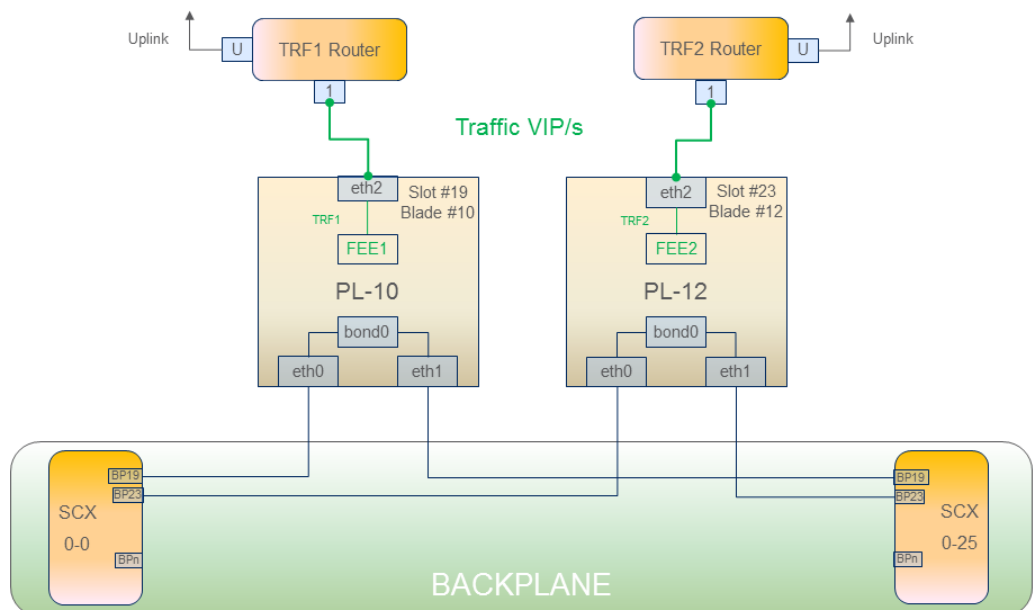 Uplink
U
TRF1 Router
1
TRF2 Router
U
1
Uplink
Traffic VIP/s
eth2
Slot #19
Blade #10
TRF1
FEE1
PL-10
bond0
eth0
eth1
eth2
Slot #23
Blade #12
TRF2
FEE2
PL-12
bond0
eth0
eth1
BP19
BP23
SCX
0-0
BPn
BP19
BP23
SCX
0-25
BPn
BACKPLANE